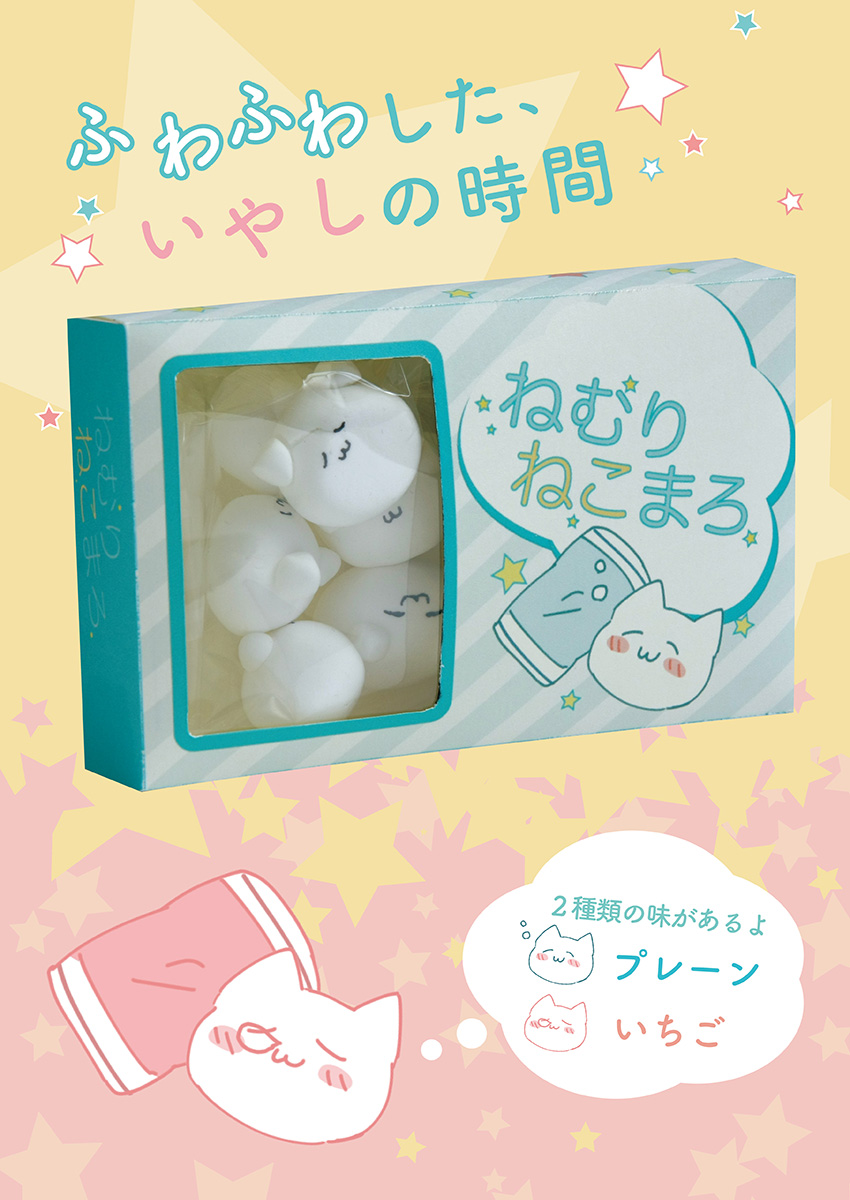 ふわふわした、
いやしの時間
ねむり
ねこまろ
ねむり
ねこまろ
2種類の味があるよ
プレーン
いちご